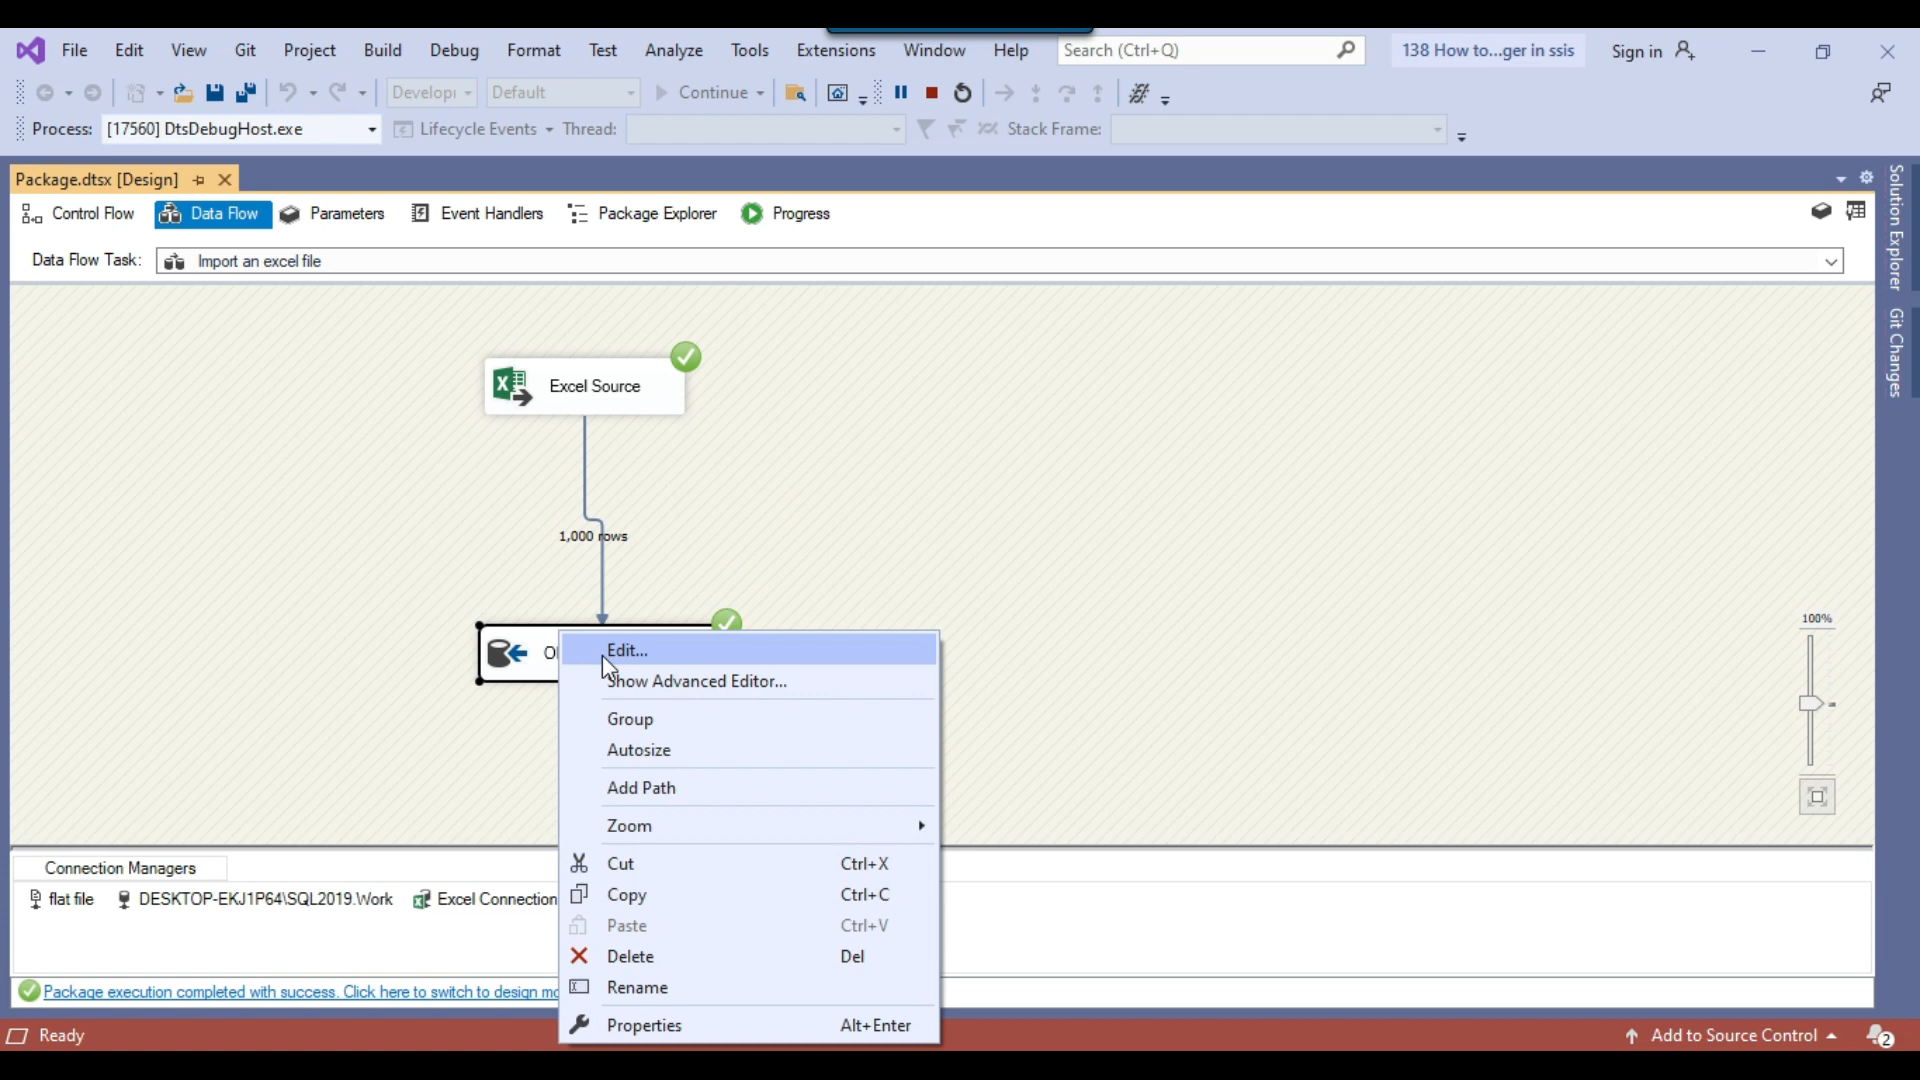 File Edit View Git Project Build Debug Format Test Analyze Tools Extensions Window Help Search (Ctrl+Q) 138 How to...ger in ssis Sign in
Default Continue
Process: [17560] DtsDebugHost.exe Lifecycle Events Thread: Stack Frame:
Package.dtsx [Design]
Control Flow Data Flow Parameters Event Handlers Package Explorer Progress
Data Flow Task: Import an excel file
Solution Explorer
Git Changes
Excel Source
1,000 rows
100%
Edit...
Show Advanced Editor...
Group
Autosize
Add Path
Zoom
Cut Ctrl+X
Copy Ctrl+C
Paste Ctrl+V
Delete Del
Rename
Properties Alt+Enter
Connection Managers
flat file DESKTOP-EKJ1P64\SQL2019.Work Excel Connection
Package execution completed with success. Click here to switch to design
Ready Add to Source Control 2